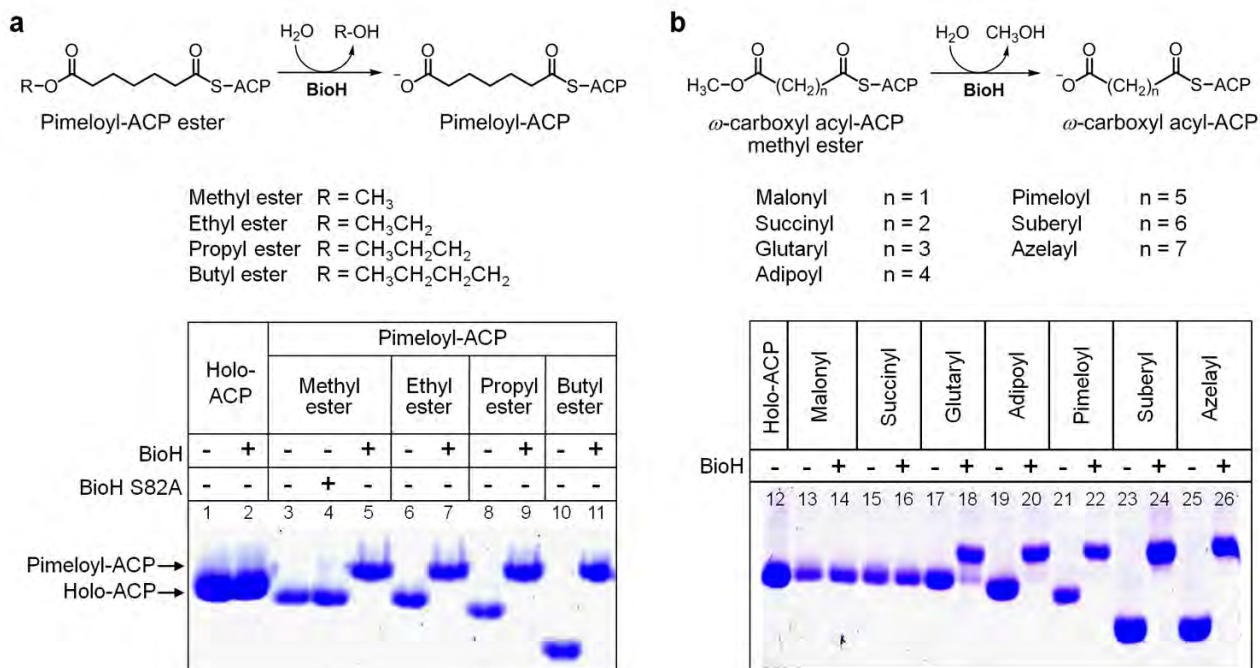 a
H₂O R-OH
O O
R-O S-ACP
BioH
⁻O S-ACP
O O
Pimeloyl-ACP ester Pimeloyl-ACP
Methyl ester R = CH₃
Ethyl ester R = CH₃CH₂
Propyl ester R = CH₃CH₂CH₂
Butyl ester R = CH₃CH₂CH₂CH₂
Pimeloyl-ACP
Holo-ACP
Methyl ester Ethyl ester Propyl ester Butyl ester
BioH - + - - + - + - + - +
BioH S82A - - - + - - - - - - -
1 2 3 4 5 6 7 8 9 10 11
Pimeloyl-ACP
Holo-ACP
b
H₂O CH₃OH
O O
H₃C-O (CH₂)n S-ACP
BioH
⁻O (CH₂)n S-ACP
O O
ω-carboxyl acyl-ACP methyl ester
ω-carboxyl acyl-ACP
Malonyl n = 1 Pimeloyl n = 5
Succinyl n = 2 Suberyl n = 6
Glutaryl n = 3 Azelayl n = 7
Adipoyl n = 4
Holo-ACP Malonyl Succinyl Glutaryl Adipoyl Pimeloyl Suberyl Azelayl
BioH - - + - + - + - + - + - + - +
12 13 14 15 16 17 18 19 20 21 22 23 24 25 26